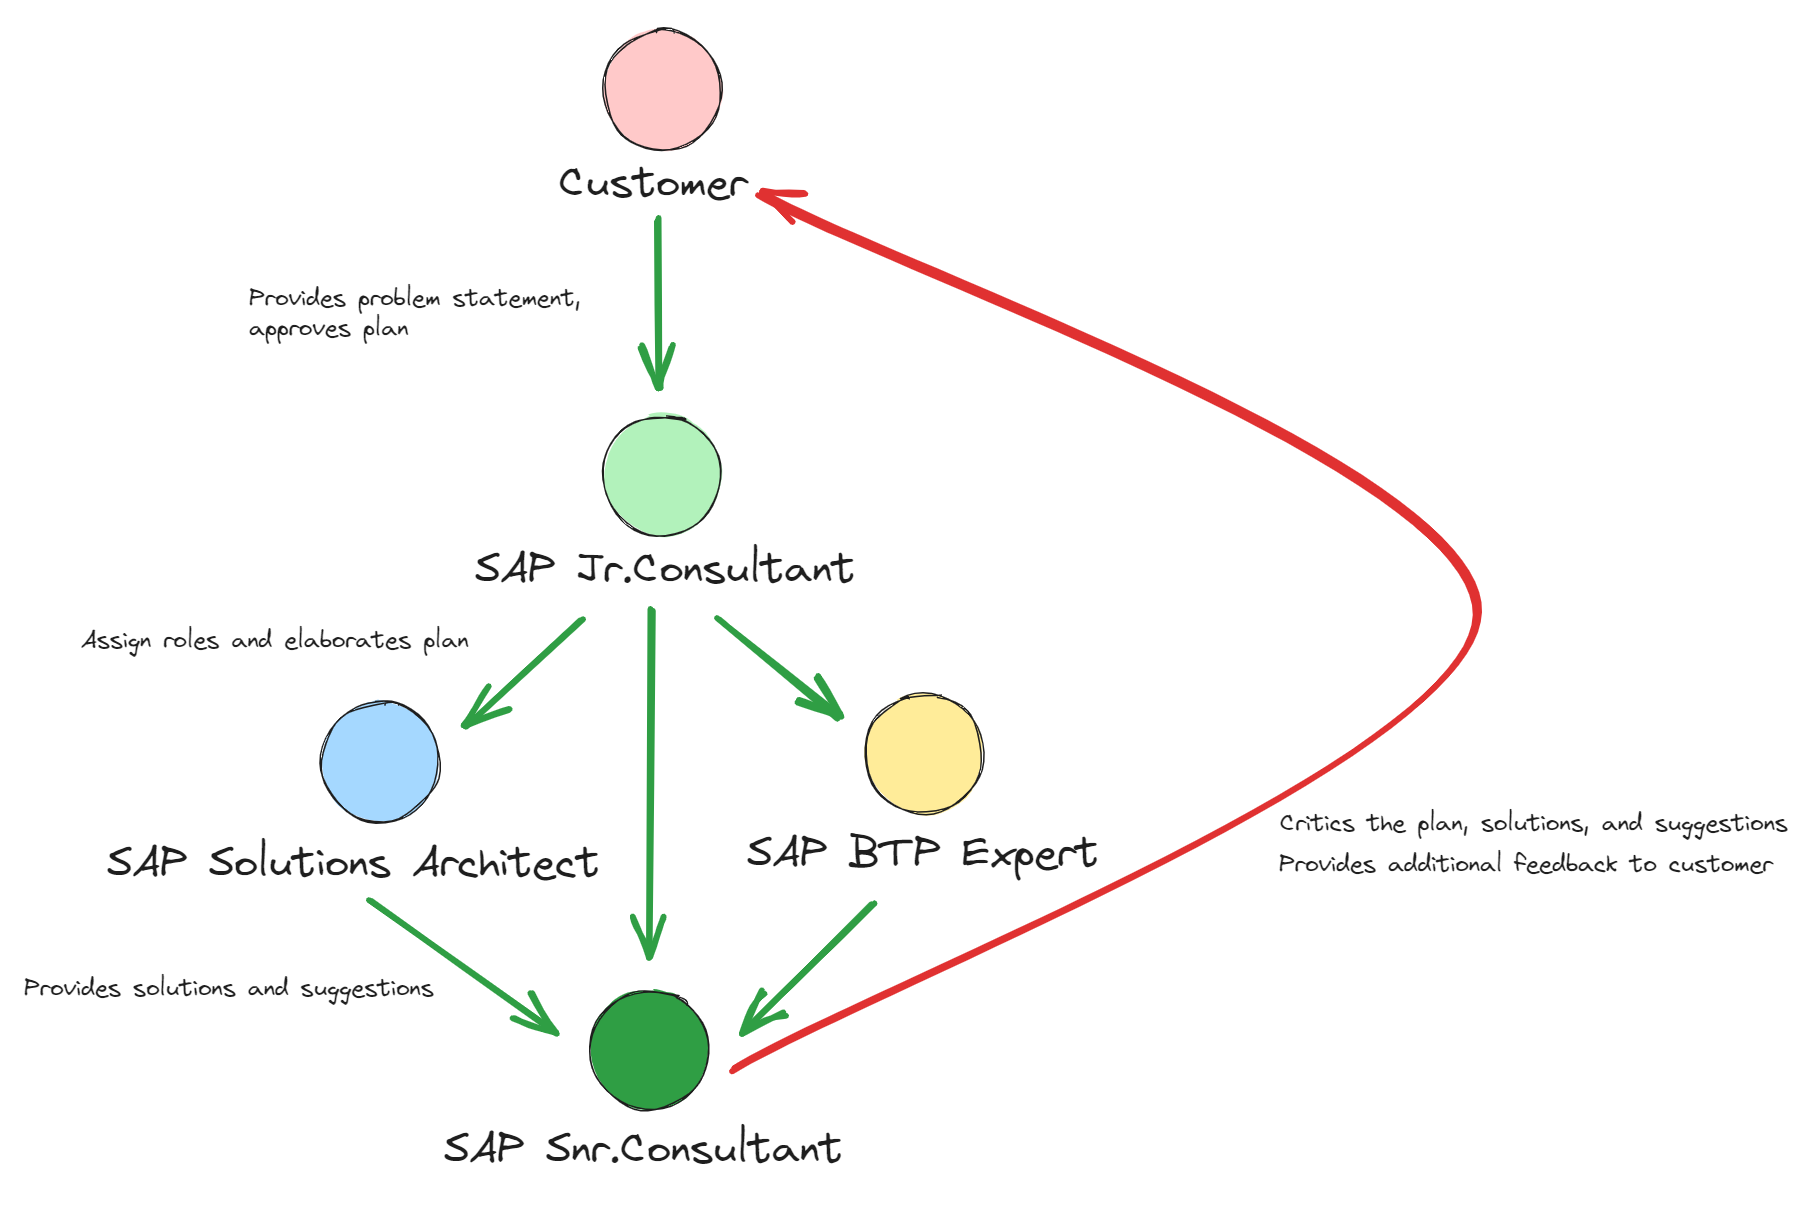 Customer
Provides problem statement,
approves plan
SAP Jr.Consultant
Assign roles and elaborates plan
SAP Solutions Architect
SAP BTP Expert
Critics the plan, solutions, and suggestions
Provides additional feedback to customer
Provides solutions and suggestions
SAP Snr.Consultant